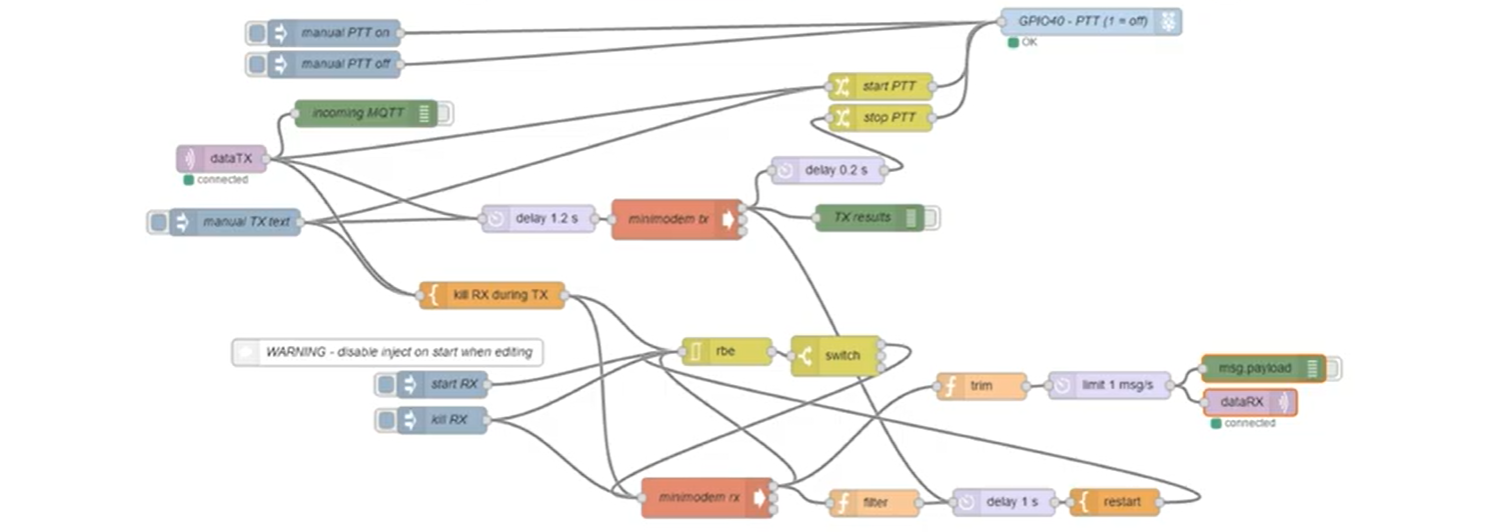 manual PTT on
GPIO40 - PTT (1 = off)
OK
manual PTT off
start PTT
incoming MQTT
stop PTT
dataTX
connected
delay 0.2 s
manual TX text
delay 1.2 s
minimodem tx
TX results
kill RX during TX
WARNING - disable inject on start when editing
rbe
switch
start RX
trim
limit 1 msg/s
msg.payload
dataRX
connected
kill RX
minimodem rx
filter
delay 1 s
restart